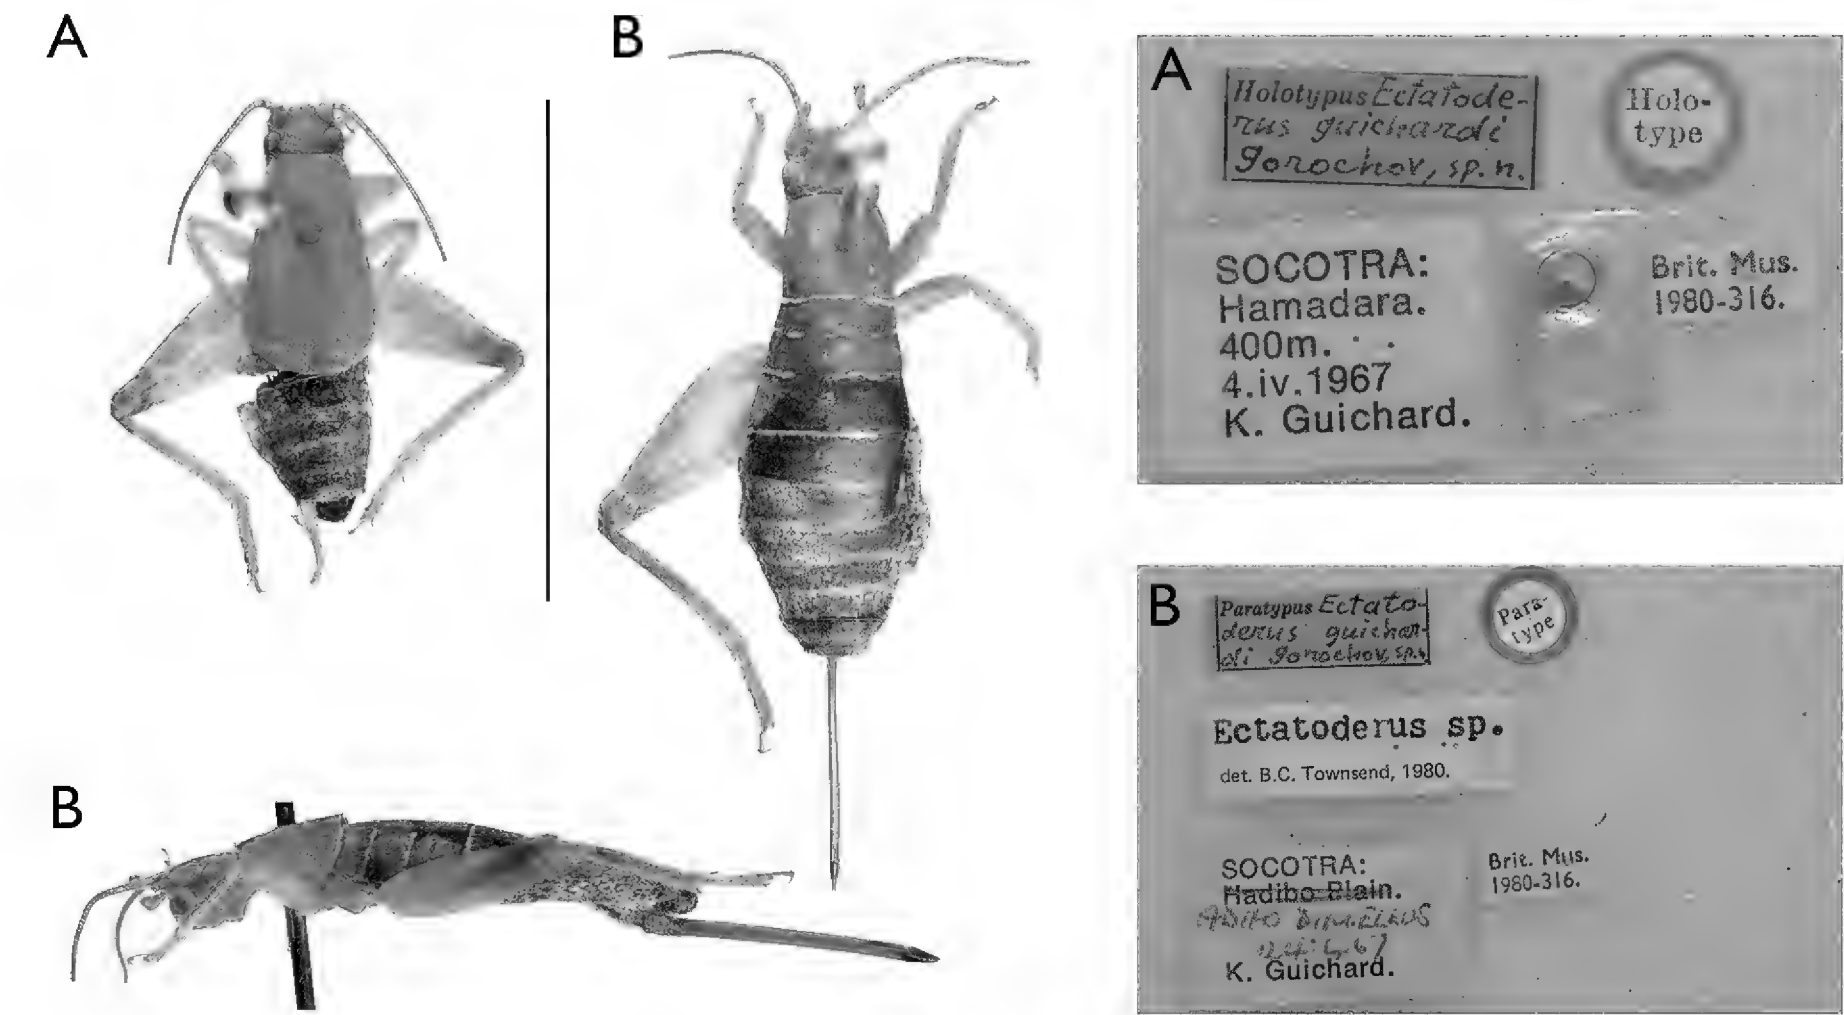 A
B
B
A
Holotypus Ectatode-
rus guichardi
Gorochov, sp. n.
Holo-
type
SOCOTRA:
Hamadara.
400m.
4.iv.1967
K. Guichard.
Brit. Mus.
1980-316.
B
Paratypus Ectato-
derus guichar-
di Gorochov, sp.n.
Para-
type
Ectatoderus sp.
det. B.C. Townsend, 1980.
SOCOTRA:
Hadibo Plain.
K. Guichard.
Brit. Mus.
1980-316.